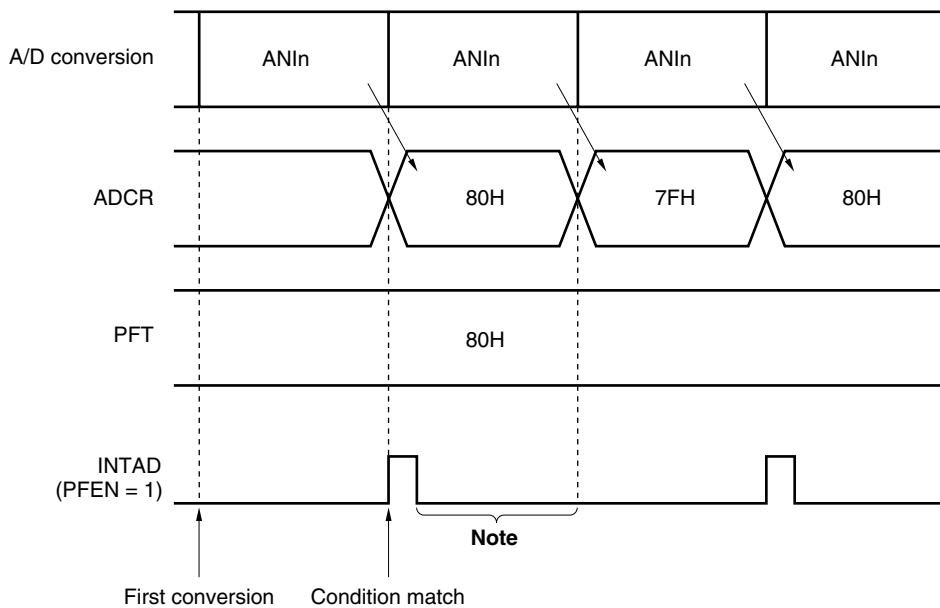 A/D conversion ANIn ANIn ANIn ANIn
ADCR 80H 7FH 80H
PFT 80H
INTAD
(PFEN = 1)
Note
First conversion Condition match